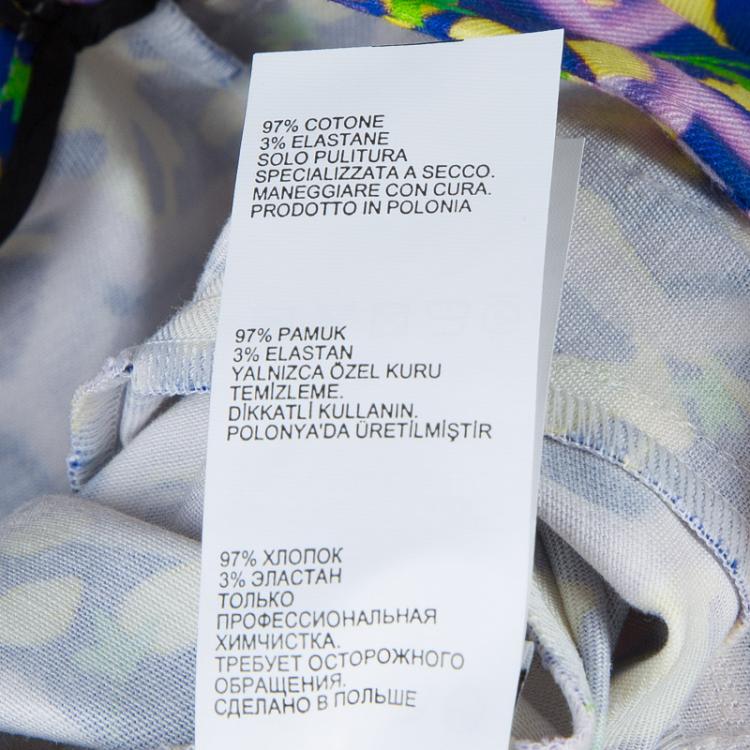 97% COTONE
3% ELASTANE
SOLO PULITURA
SPECIALIZZATA A SECCO.
MANEGGIARE CON CURA.
PRODOTTO IN POLONIA
97% PAMUK
3% ELASTAN
YALNIZCA ÖZEL KURU
TEMİZLEME.
DİKKATLİ KULLANIN.
POLONYA'DA ÜRETİLMİŞTİR
97% ХЛОПОК
3% ЭЛАСТАН
ТОЛЬКО
ПРОФЕССИОНАЛЬНАЯ
ХИМЧИСТКА.
ТРЕБУЕТ ОСТОРОЖНОГО
ОБРАЩЕНИЯ.
СДЕЛАНО В ПОЛЬШЕ